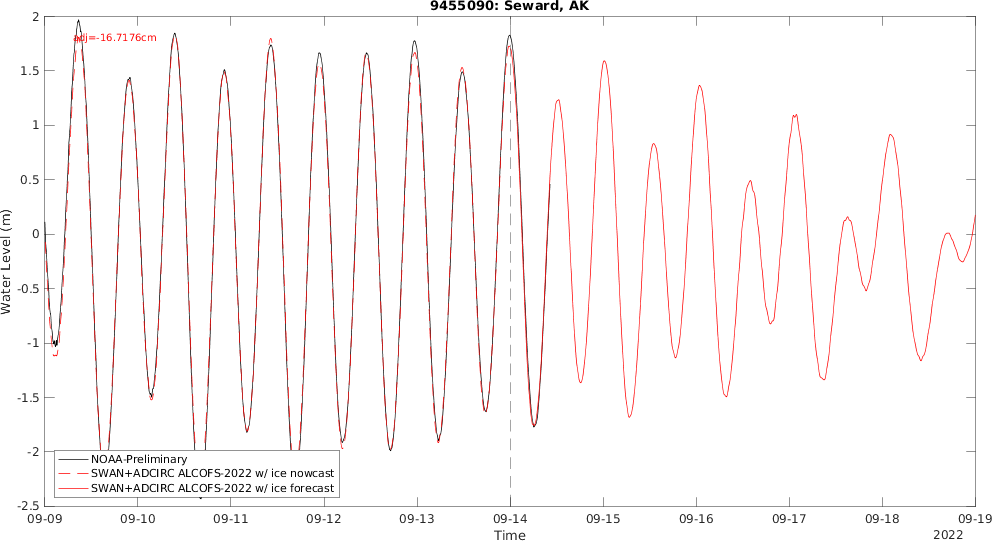 9455090: Seward, AK
adj=-16.7176cm
Water Level (m)
2
1.5
1
0.5
0
-0.5
-1
-1.5
-2
-2.5
NOAA-Preliminary
SWAN+ADCIRC ALCOFS-2022 w/ ice nowcast
SWAN+ADCIRC ALCOFS-2022 w/ ice forecast
09-09 09-10 09-11 09-12 09-13 09-14 09-15 09-16 09-17 09-18 09-19
Time
2022